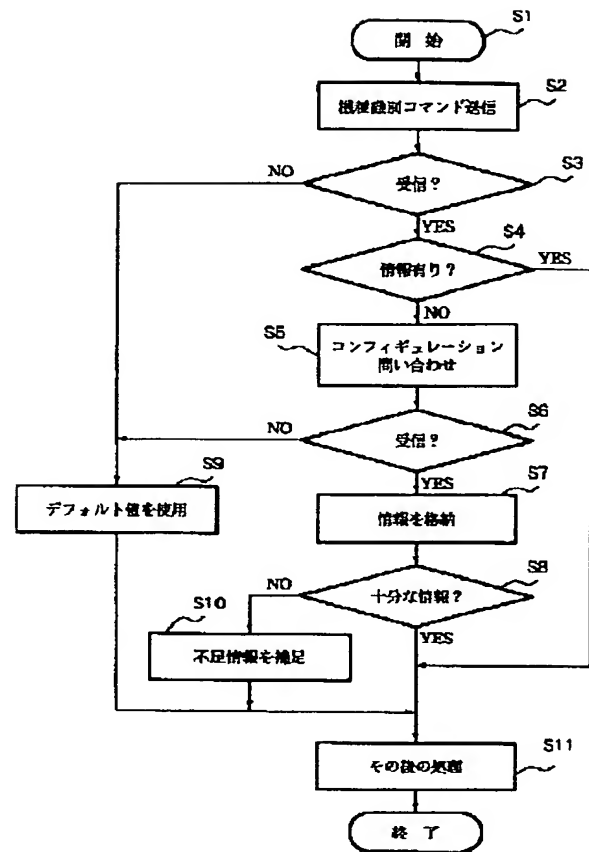 S1
開 始
S2
機種識別コマンド送信
S3
NO
受信?
YES
S4
YES
情報有り?
NO
S5
コンフィギュレーション
問い合わせ
S6
NO
受信?
YES
S7
S9
デフォルト値を使用
情報を格納
S8
NO
十分な情報?
S10
YES
不足情報を補足
S11
その後の処理
終 了